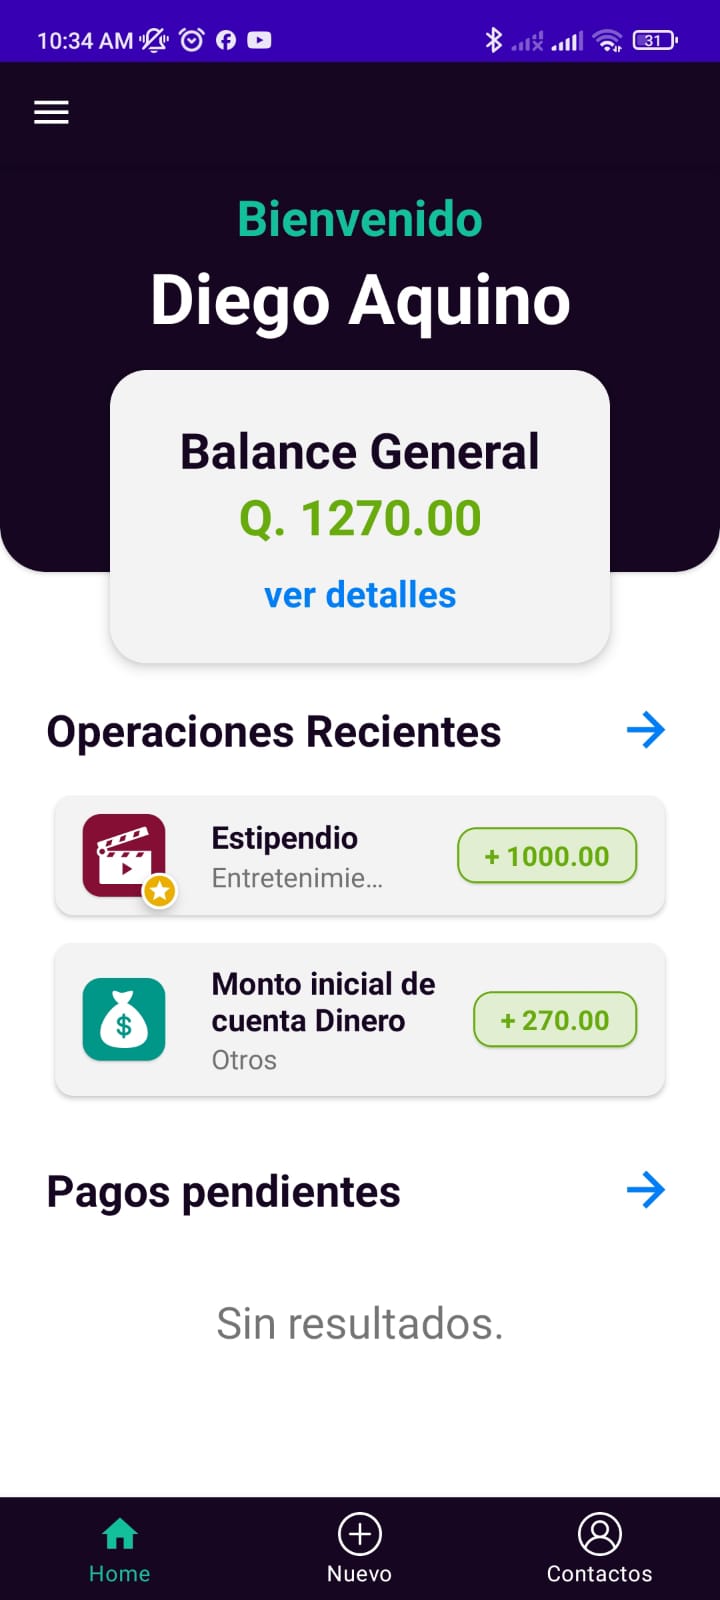 10:34 AM
31
Bienvenido
Diego Aquino
Balance General
Q. 1270.00
ver detalles
Operaciones Recientes
Estipendio
Entretenimie...
+ 1000.00
Monto inicial de
cuenta Dinero
Otros
+ 270.00
Pagos pendientes
Sin resultados.
Home
Nuevo
Contactos